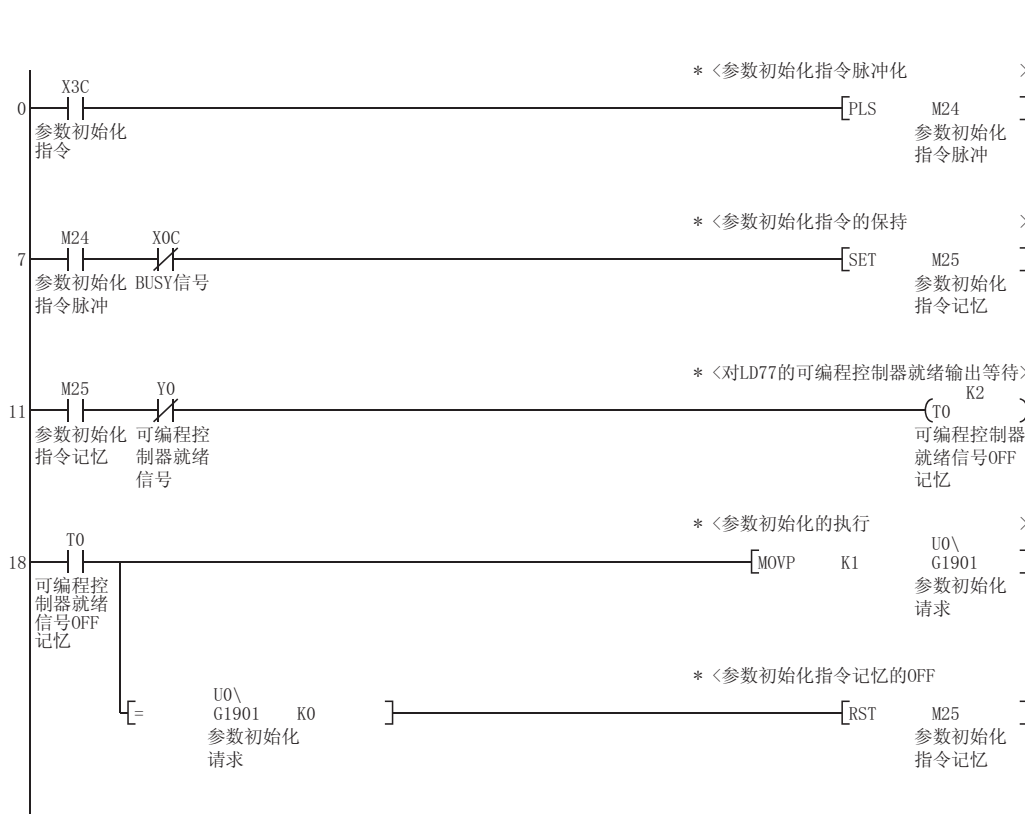 * <参数初始化指令脉冲化 >
X3C
0 PLS M24
参数初始化 参数初始化
指令 指令脉冲
* <参数初始化指令的保持 >
M24 X0C
7 SET M25
参数初始化 BUSY信号 参数初始化
指令脉冲 指令记忆
* <对LD77的可编程控制器就绪输出等待>
M25 Y0 K2
11 T0
参数初始化 可编程控 可编程控制器
指令记忆 制器就绪 就绪信号OFF
信号 记忆
* <参数初始化的执行 >
T0 U0\
18 MOVP K1 G1901
可编程控 参数初始化
制器就绪 请求
信号OFF
记忆
* <参数初始化指令记忆的OFF
U0\
= G1901 K0 RST M25
参数初始化 参数初始化
请求 指令记忆